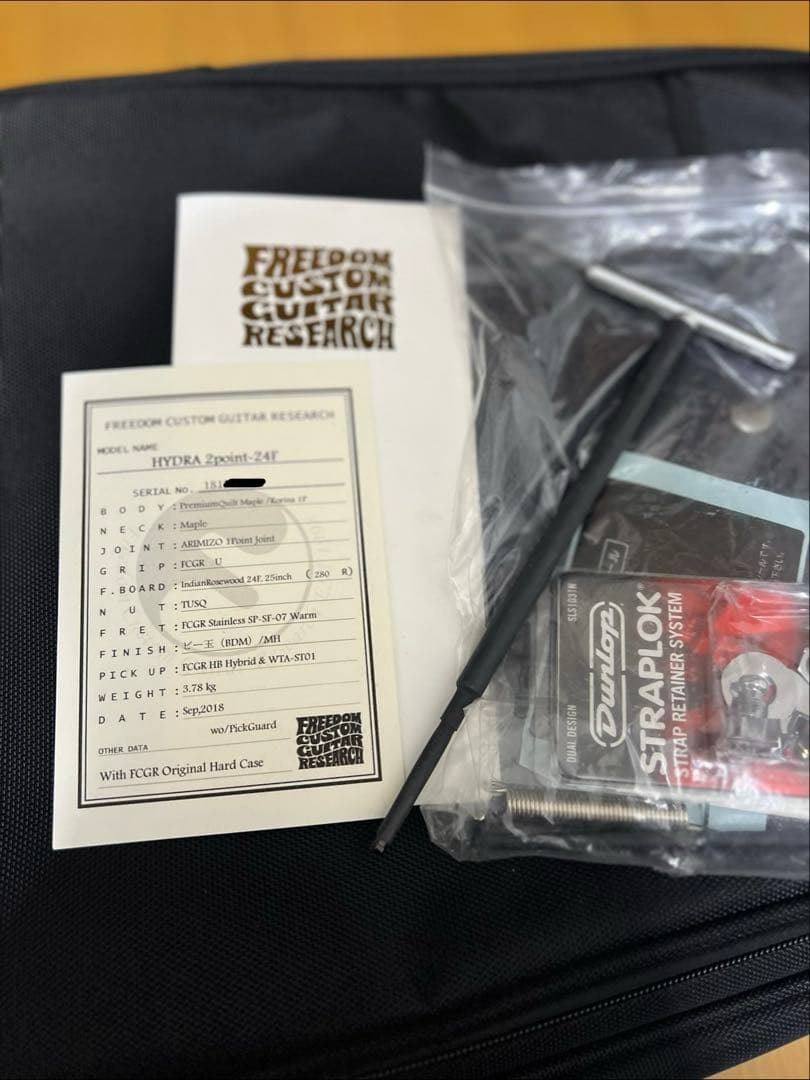 FREEDOM
CUSTOM
GUITAR
RESEARCH
FREEDOM CUSTOM GUITAR RESEARCH
MODEL NAME
HYDRA 2point-24F
SERIAL No. 181
BODY : PremiumQuilt Maple /Korina 1P
NECK : Maple
JOINT : ARIMIZO 1Point Joint
GRIP : FCGR U
F.BOARD : IndianRosewood 24F, 25inch ( 280 R)
NUT : TUSQ
FRET : FCGR Stainless SP-SF-07 Warm
FINISH : ビー玉 (BDM) /MH
PICK UP : FCGR HB Hybrid & WTA-ST01
WEIGHT : 3.78 kg
DATE : Sep,2018
wo/PickGuard
OTHER DATA
With FCGR Original Hard Case
FREEDOM
CUSTOM
GUITAR
RESEARCH
SLS1031N
DUAL DESIGN
Dunlop
STRAPLOK®
STRAP RETAINER SYSTEM